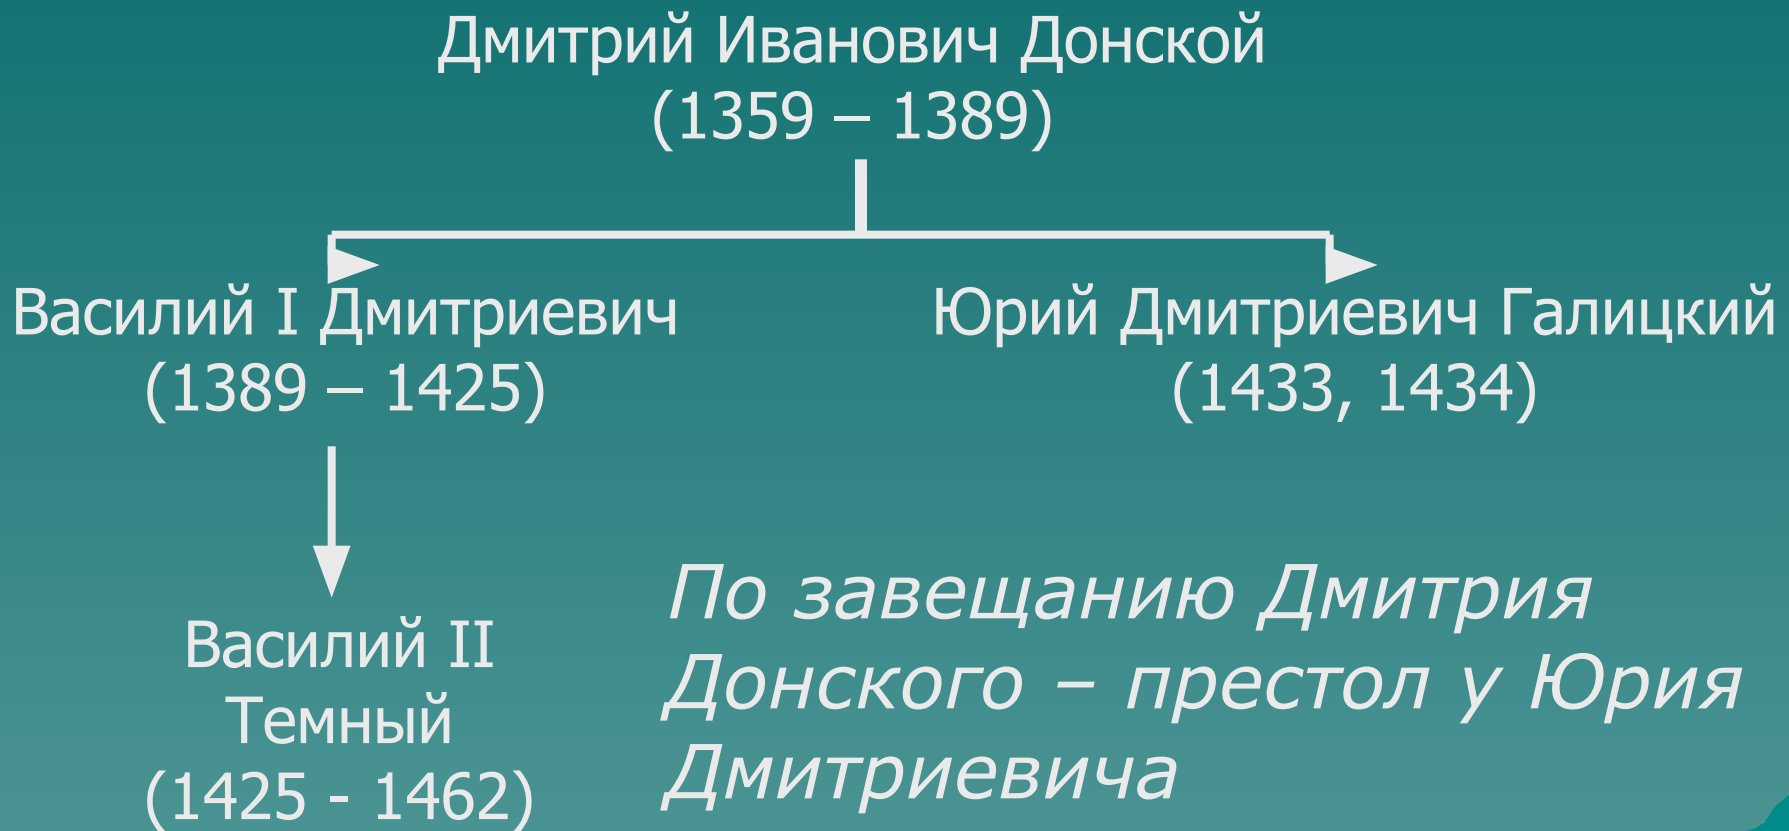 Дмитрий Иванович Донской
(1359 – 1389)
Василий I Дмитриевич
(1389 – 1425)
Юрий Дмитриевич Галицкий
(1433, 1434)
Василий II
Темный
(1425 - 1462)
По завещанию Дмитрия
Донского – престол у Юрия
Дмитриевича